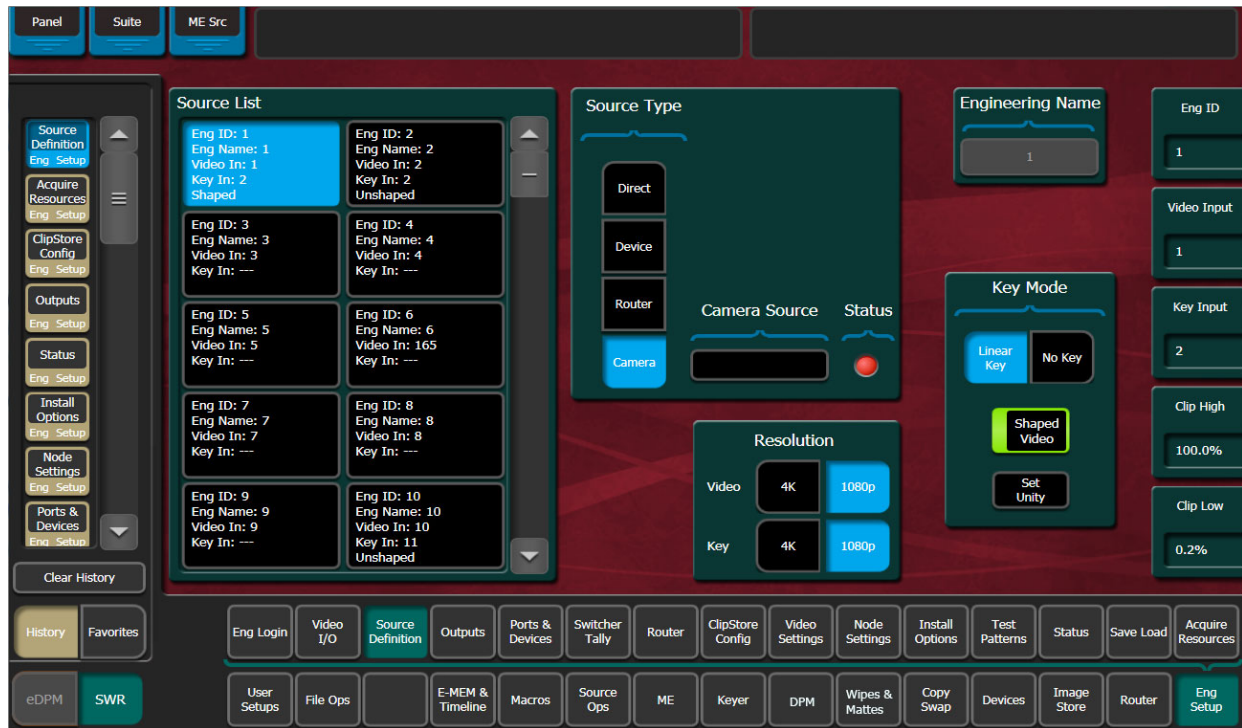 Panel
Suite
ME Src
Source
Definition
Eng Setup
Acquire
Resources
Eng Setup
ClipStore
Config
Eng Setup
Outputs
Eng Setup
Status
Eng Setup
Install
Options
Eng Setup
Node
Settings
Eng Setup
Ports &
Devices
Eng Setup
Clear History
History
Favorites
eDPM
SWR
Source List
Eng ID: 1
Eng Name: 1
Video In: 1
Key In: 2
Shaped
Eng ID: 2
Eng Name: 2
Video In: 2
Key In: 2
Unshaped
Eng ID: 3
Eng Name: 3
Video In: 3
Key In: ---
Eng ID: 4
Eng Name: 4
Video In: 4
Key In: ---
Eng ID: 5
Eng Name: 5
Video In: 5
Key In: ---
Eng ID: 6
Eng Name: 6
Video In: 165
Key In: ---
Eng ID: 7
Eng Name: 7
Video In: 7
Key In: ---
Eng ID: 8
Eng Name: 8
Video In: 8
Key In: ---
Eng ID: 9
Eng Name: 9
Video In: 9
Key In: ---
Eng ID: 10
Eng Name: 10
Video In: 10
Key In: 11
Unshaped
Source Type
Direct
Device
Router
Camera
Camera Source
Status
Resolution
Video
4K
1080p
Key
4K
1080p
Engineering Name
1
Key Mode
Linear
Key
No Key
Shaped
Video
Set
Unity
Eng ID
1
Video Input
1
Key Input
2
Clip High
100.0%
Clip Low
0.2%
Eng Login
Video
I/O
Source
Definition
Outputs
Ports &
Devices
Switcher
Tally
Router
ClipStore
Config
Video
Settings
Node
Settings
Install
Options
Test
Patterns
Status
Save Load
Acquire
Resources
User
Setups
File Ops
E-MEM &
Timeline
Macros
Source
Ops
ME
Keyer
DPM
Wipes &
Mattes
Copy
Swap
Devices
Image
Store
Router
Eng
Setup